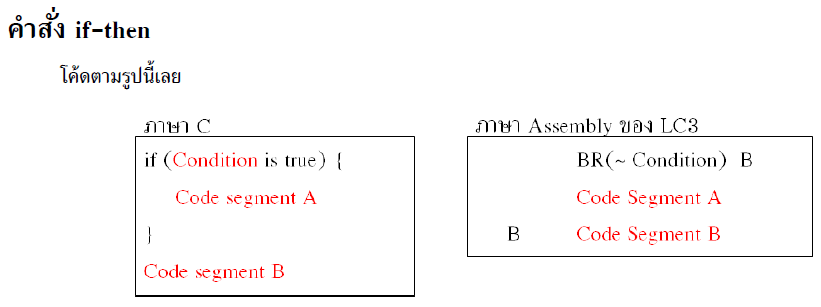 คำสั่ง if-then
โค้ดตามรูปนี้เลย
ภาษา C
if (Condition is true) {
Code segment A
}
Code segment B
ภาษา Assembly ของ LC3
BR(~ Condition) B
Code Segment A
B Code Segment B